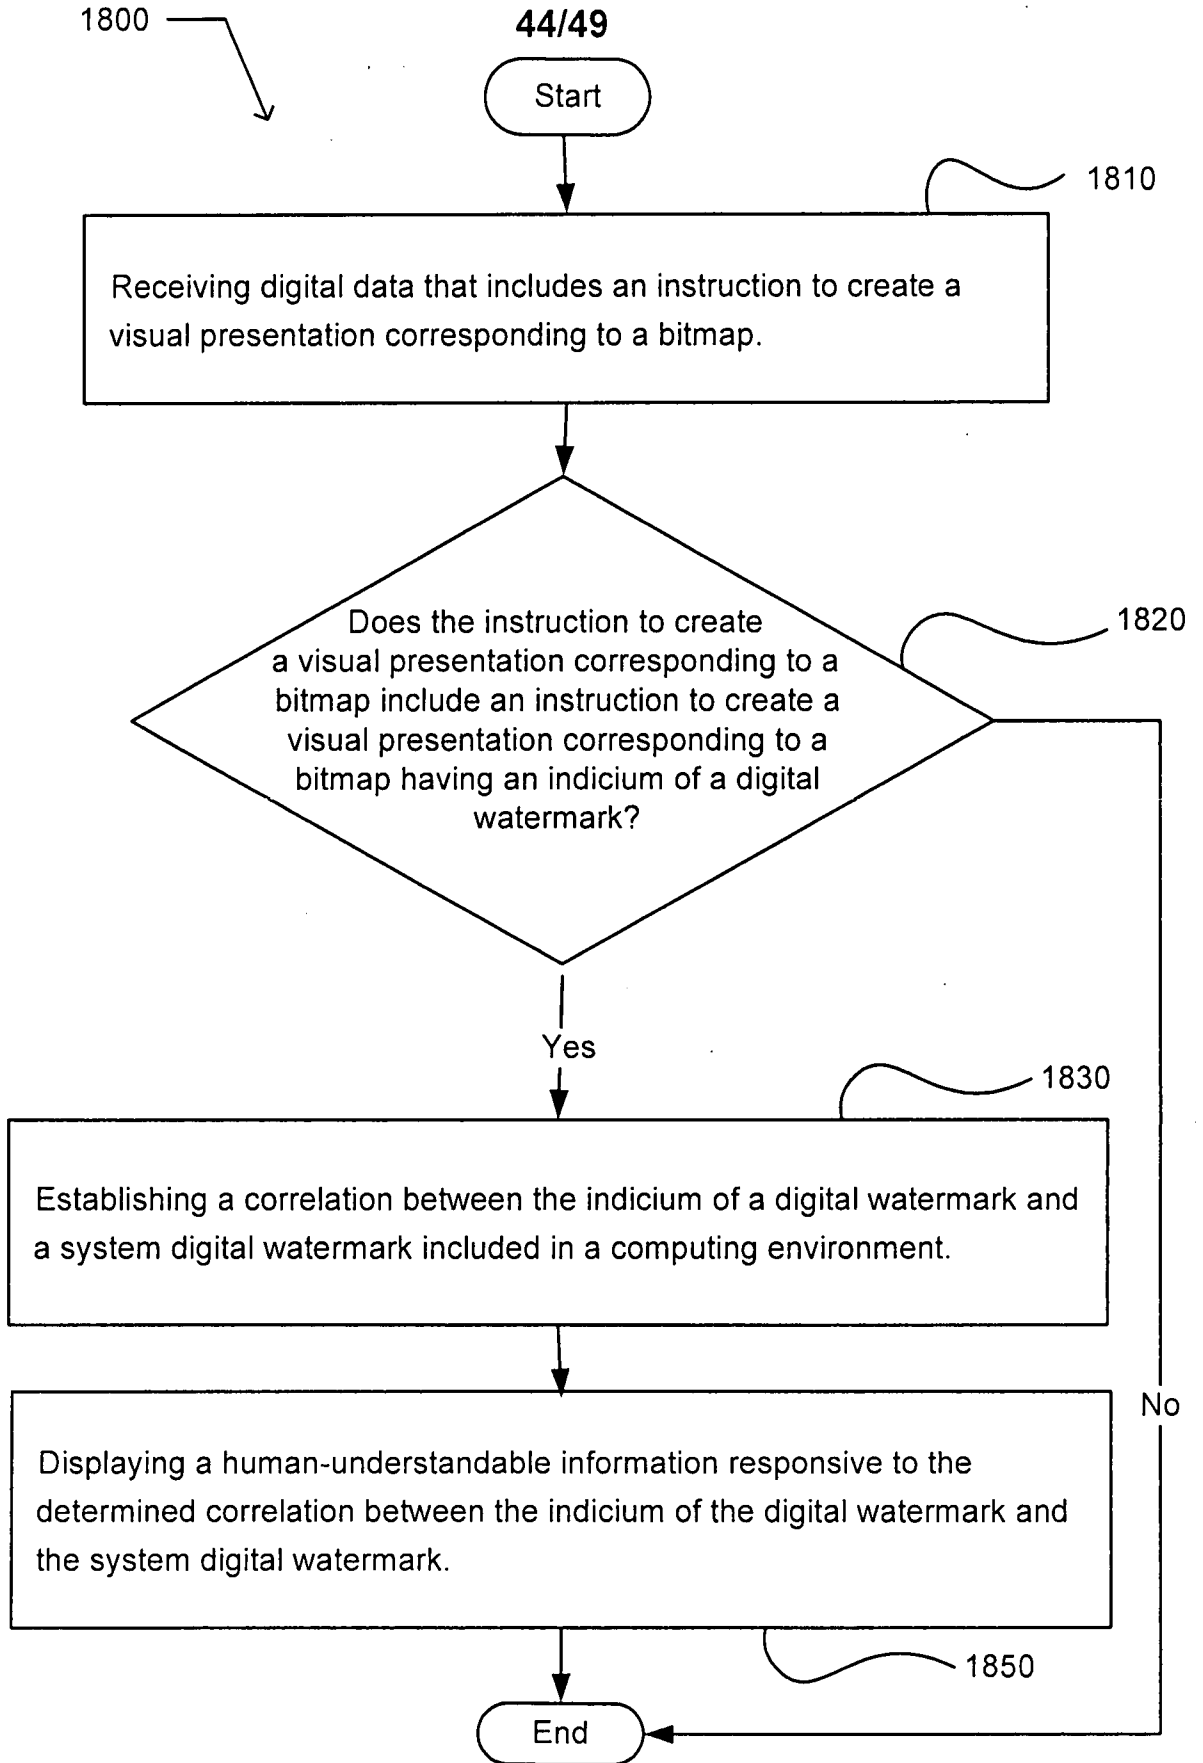 1800
44/49
Start
1810
Receiving digital data that includes an instruction to create a
visual presentation corresponding to a bitmap.
Does the instruction to create
a visual presentation corresponding to a
bitmap include an instruction to create a
visual presentation corresponding to a
bitmap having an indicium of a digital
watermark?
1820
Yes
1830
Establishing a correlation between the indicium of a digital watermark and
a system digital watermark included in a computing environment.
No
Displaying a human-understandable information responsive to the
determined correlation between the indicium of the digital watermark and
the system digital watermark.
1850
End